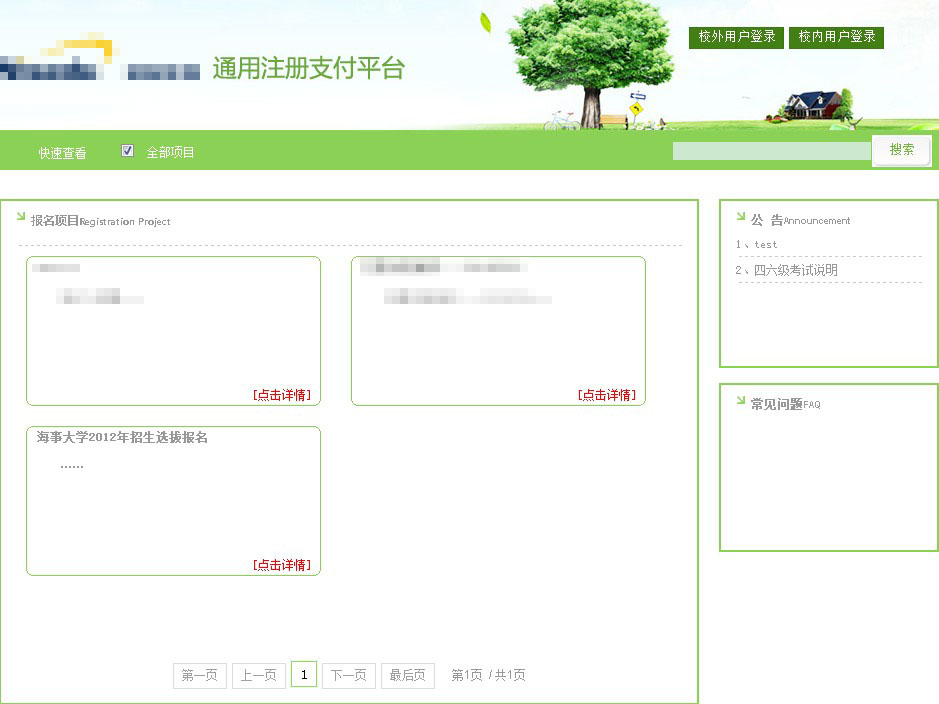 通用注册支付平台
校外用户登录 校内用户登录
快速查看 全部项目 搜索
报名项目Registration Project
[点击详情] [点击详情]
海事大学2012年招生选拔报名
......
[点击详情]
第一页 上一页 1 下一页 最后页 第1页 /共1页
公 告Announcement
1、test
2、四六级考试说明
常见问题FAQ